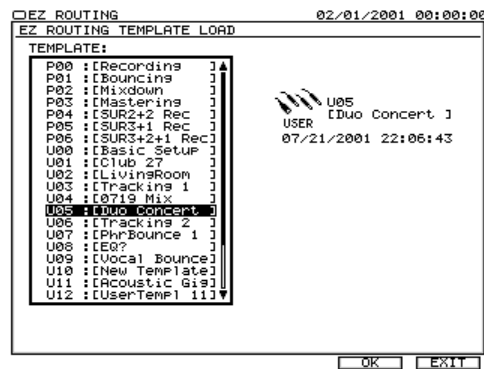 EZ ROUTING 02/01/2001 00:00:00
EZ ROUTING TEMPLATE LOAD
TEMPLATE:
P00 :[Recording ]
P01 :[Bouncing ]
P02 :[Mixdown ]
P03 :[Mastering ]
P04 :[SUR2+2 Rec ]
P05 :[SUR3+1 Rec ]
P06 :[SUR3+2+1 Rec]
U00 :[Basic Setup ]
U01 :[Club 27 ]
U02 :[LivingRoom ]
U03 :[Tracking 1 ]
U04 :[0719 Mix ]
U05 :[Duo Concert ]
U06 :[Tracking 2 ]
U07 :[PhrBounce 1 ]
U08 :[EQ? ]
U09 :[Vocal Bounce]
U10 :[New Template]
U11 :[Acoustic Gig]
U12 :[UserTempl 11]
U05
[Duo Concert ]
USER
07/21/2001 22:06:43
OK EXIT